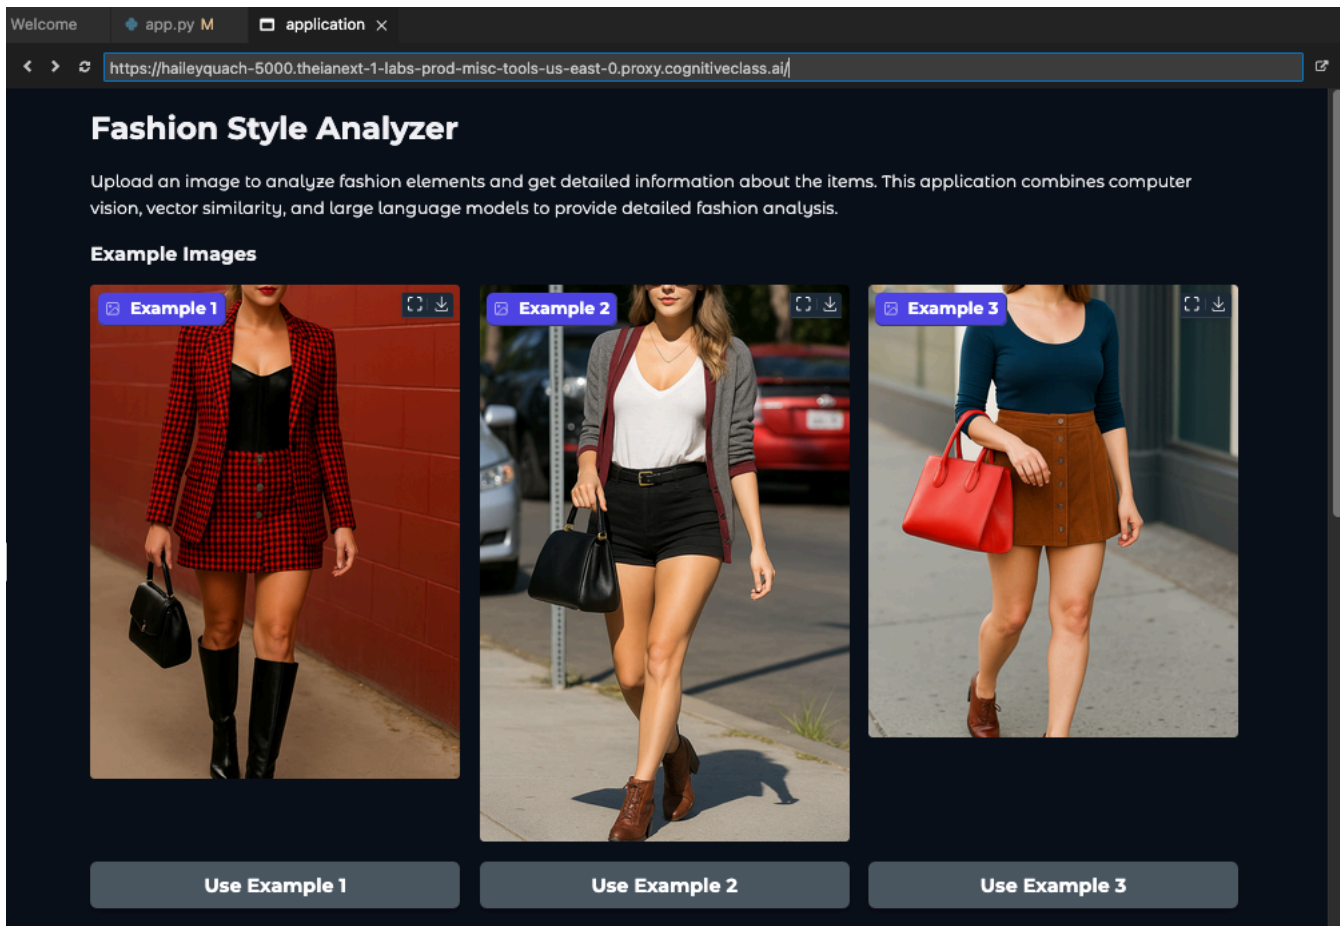 Welcome
app.py M
application
https://haileyquach-5000.theianext-1-labs-prod-misc-tools-us-east-0.proxy.cognitiveclass.ai/
Fashion Style Analyzer
Upload an image to analyze fashion elements and get detailed information about the items. This application combines computer
vision, vector similarity, and large language models to provide detailed fashion analysis.
Example Images
Example 1
Example 2
Example 3
Use Example 1
Use Example 2
Use Example 3